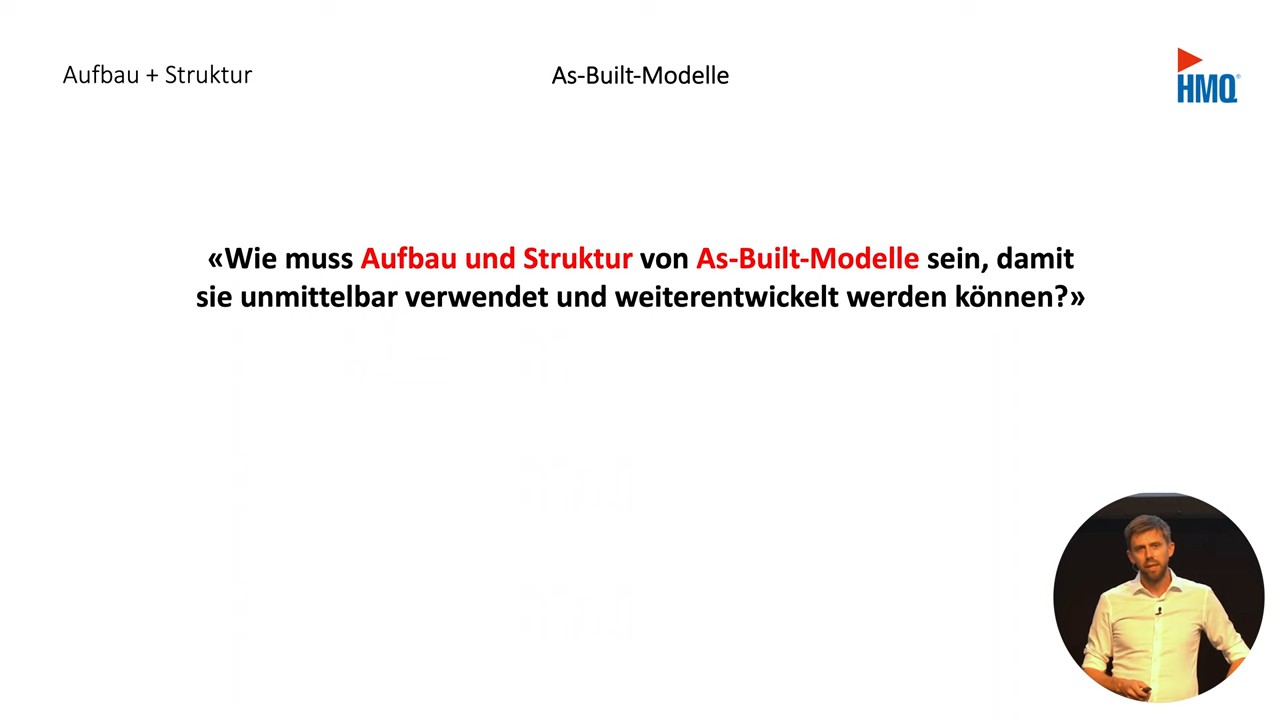 Aufbau + Struktur
As-Built-Modelle
HMQ®
«Wie muss Aufbau und Struktur von As-Built-Modelle sein, damit
sie unmittelbar verwendet und weiterentwickelt werden können?»